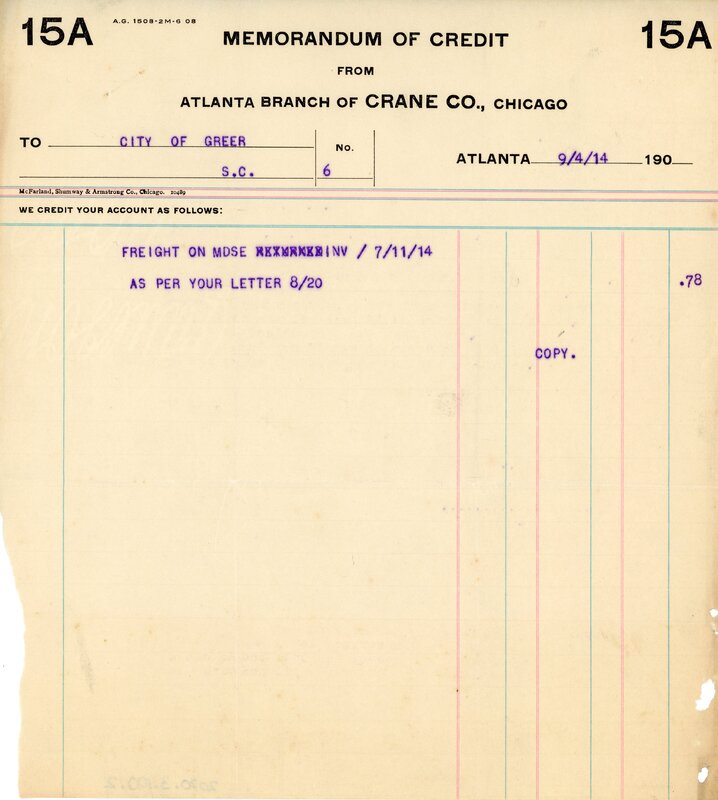 15A A.G. 1508-2M-6 08 15A
MEMORANDUM OF CREDIT
FROM
ATLANTA BRANCH OF CRANE CO., CHICAGO
TO CITY OF GREER
S.C.
No.
6
ATLANTA 9/4/14 190
McFarland, Shumway & Armstrong Co., Chicago. 10489
WE CREDIT YOUR ACCOUNT AS FOLLOWS:
FREIGHT ON MDSE INV / 7/11/14
AS PER YOUR LETTER 8/20 .78
COPY.